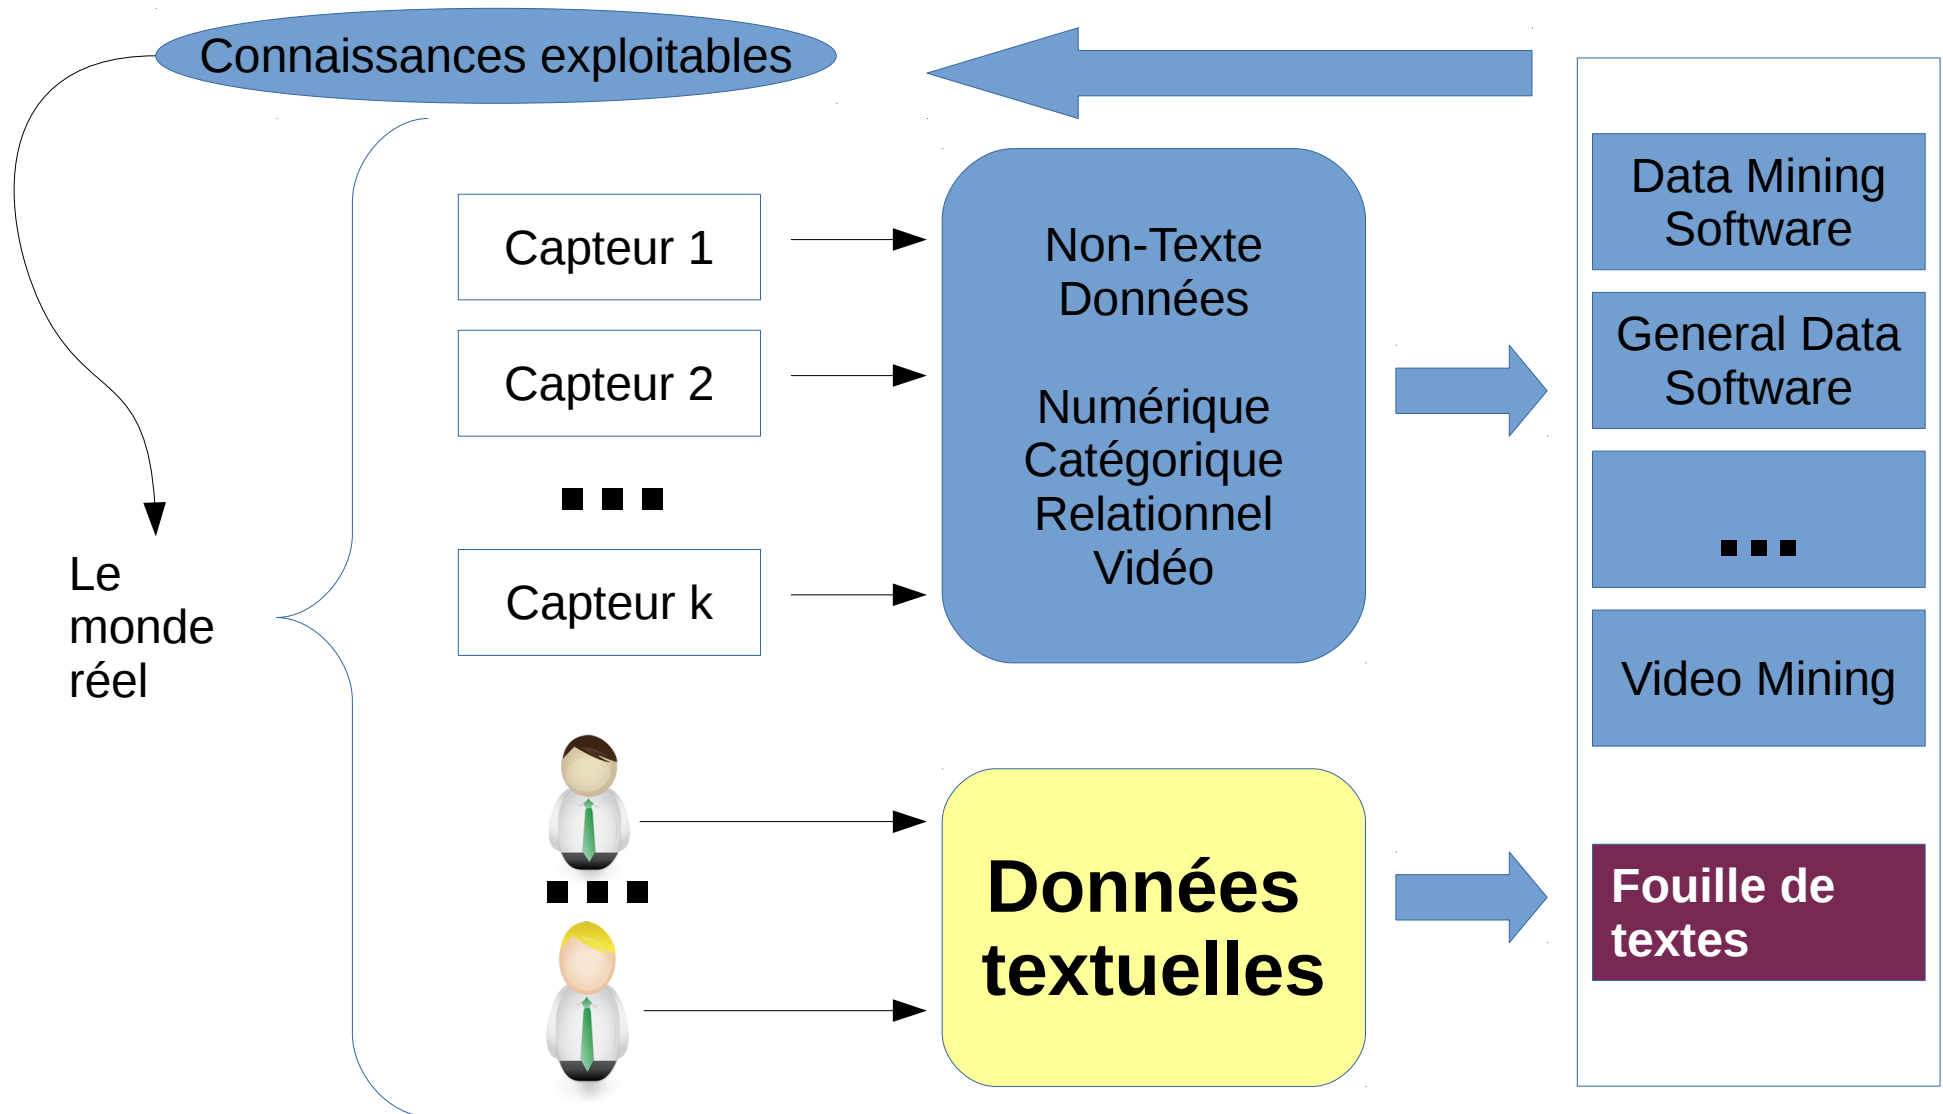 Connaissances exploitables
Le
monde
réel
Capteur 1
Capteur 2
...
Capteur k
...
Non-Texte
Données
Numérique
Catégorique
Relationnel
Vidéo
Données
textuelles
Data Mining
Software
General Data
Software
...
Video Mining
Fouille de
textes